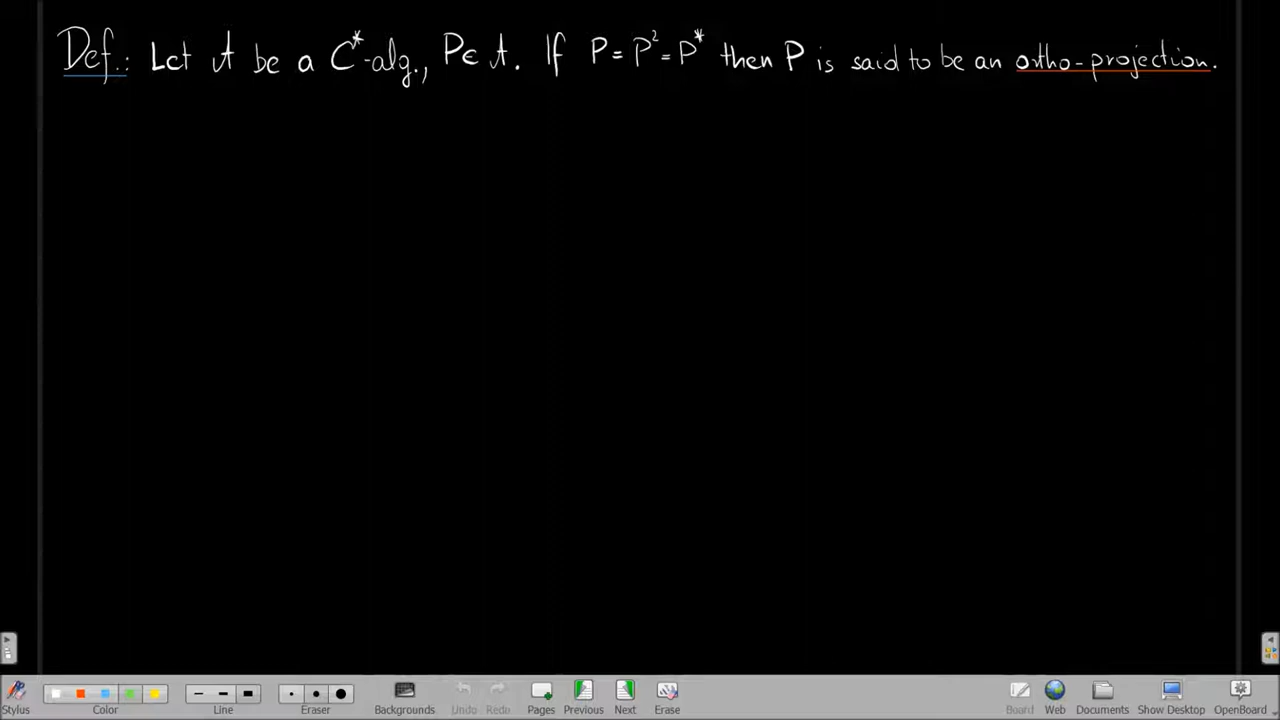 Def.: Let A be a C*-alg., P∈A. If P = P² = P* then P is said to be an ortho-projection.
Stylus Color Line Eraser Backgrounds Undo Redo Pages Previous Next Erase Board Web Documents Show Desktop OpenBoard